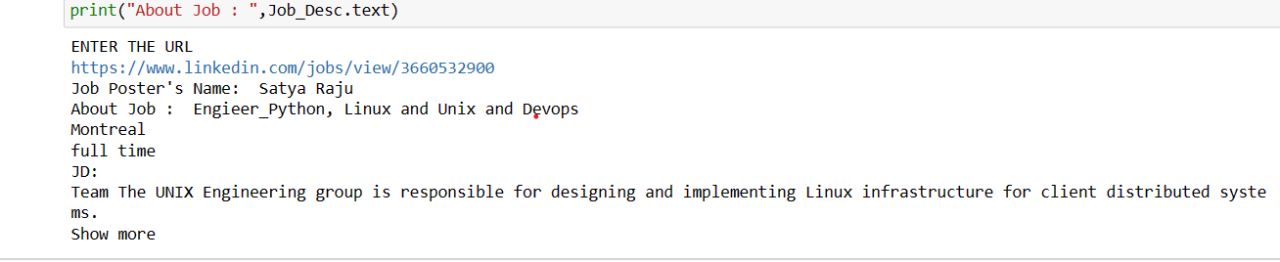 print("About Job : ",Job_Desc.text)
ENTER THE URL
https://www.linkedin.com/jobs/view/3660532900
Job Poster's Name:  Satya Raju
About Job :  Engieer_Python, Linux and Unix and Devops
Montreal
full time
JD:
Team The UNIX Engineering group is responsible for designing and implementing Linux infrastructure for client distributed syste
ms.
Show more